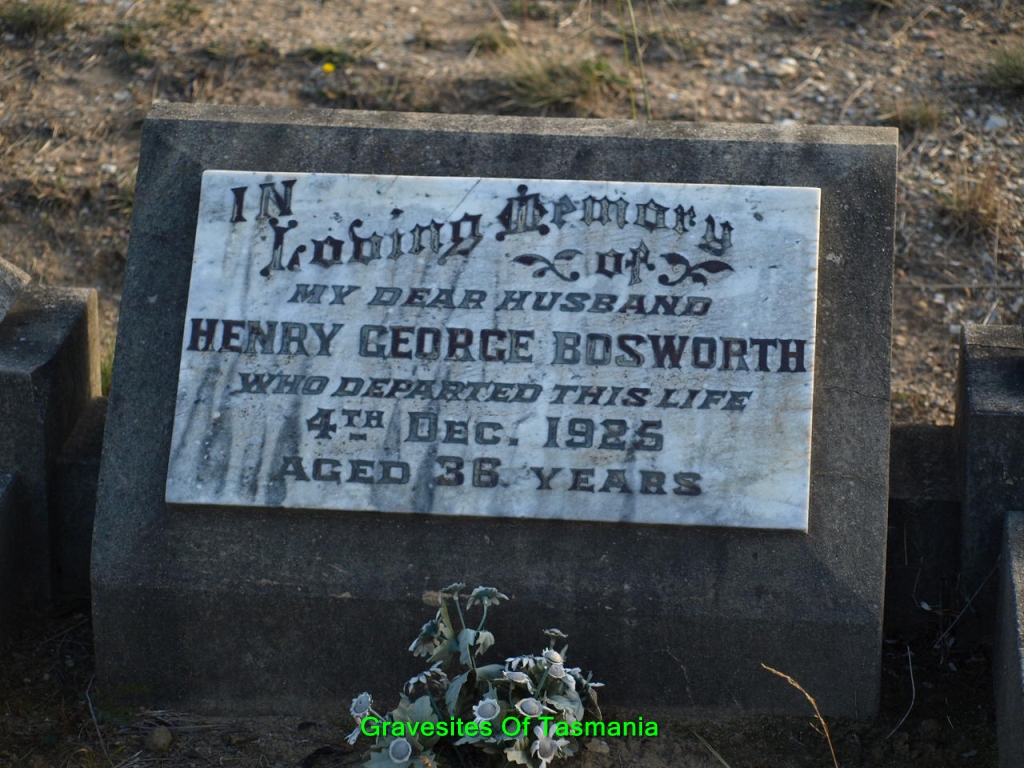 IN
Loving Memory
of
MY DEAR HUSBAND
HENRY GEORGE BOSWORTH
WHO DEPARTED THIS LIFE
4TH DEC. 1925
AGED 36 YEARS
Gravesites Of Tasmania